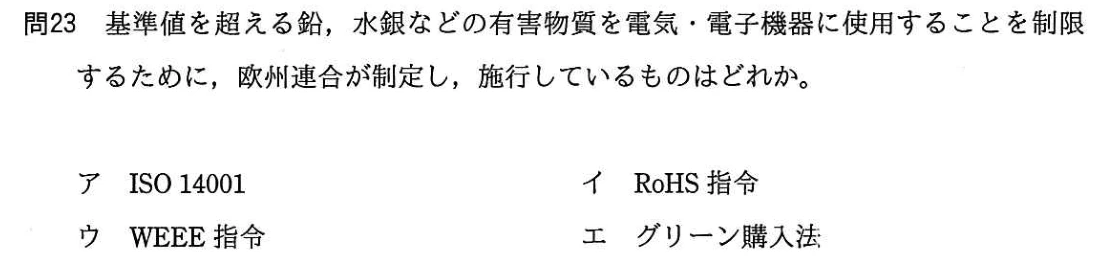 問23 基準値を超える鉛，水銀などの有害物質を電気・電子機器に使用することを制限
するために，欧州連合が制定し，施行しているものはどれか。
ア ISO 14001 イ RoHS 指令
ウ WEEE 指令 エ グリーン購入法